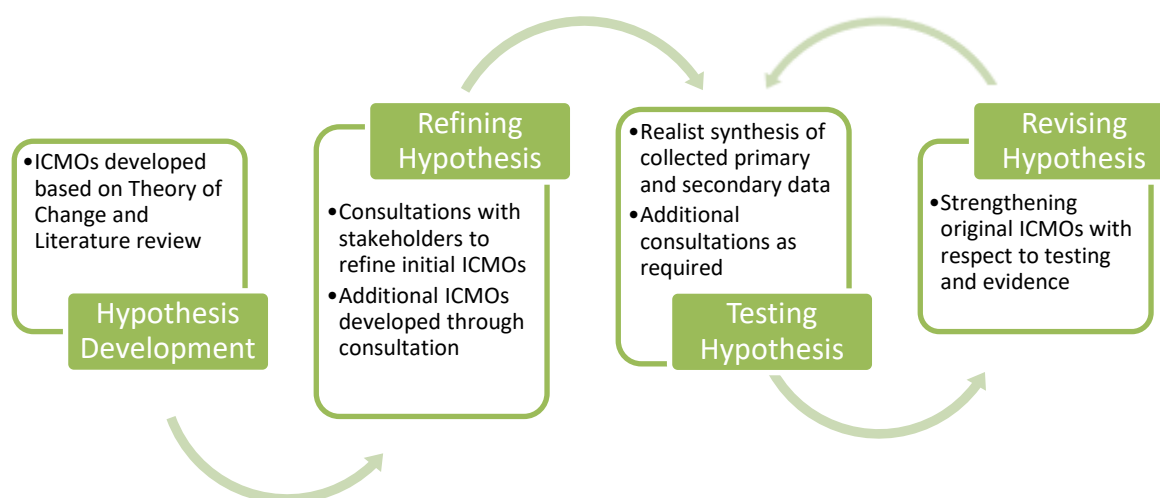 •ICMOs developed
based on Theory of
Change and
Literature review
Hypothesis
Development
Refining
Hypothesis
•Consultations with
stakeholders to
refine initial ICMOs
•Additional ICMOs
developed through
consultation
•Realist synthesis of
collected primary
and secondary data
•Additional
consultations as
required
Testing
Hypothesis
Revising
Hypothesis
•Strengthening
original ICMOs with
respect to testing
and evidence